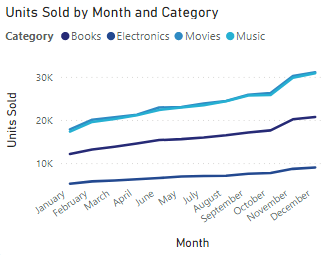 Units Sold by Month and Category
Category Books Electronics Movies Music
30K
20K
10K
Units Sold
January
February
March
April
June
May
July
August
September
October
November
December
Month